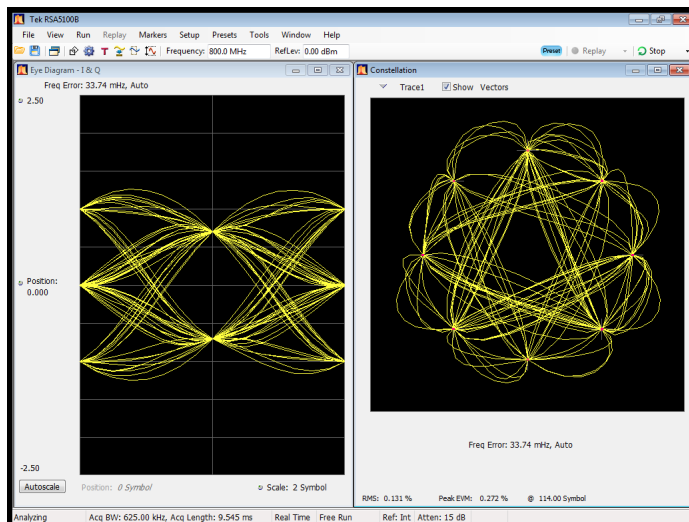 Tek RSA5100B
File View Run Replay Markers Setup Presets Tools Window Help
T Frequency: 800.0 MHz RefLev: 0.00 dBm Preset Replay Stop
Eye Diagram - I & Q
Freq Error: 33.74 mHz, Auto
2.50
Position:
0.000
-2.50
Autoscale Position: 0 Symbol Scale: 2 Symbol
Constellation
Trace1 Show Vectors
Freq Error: 33.74 mHz, Auto
RMS: 0.131 % Peak EVM: 0.272 % @ 114.00 Symbol
Analyzing Acq BW: 625.00 kHz, Acq Length: 9.545 ms Real Time Free Run Ref: Int Atten: 15 dB